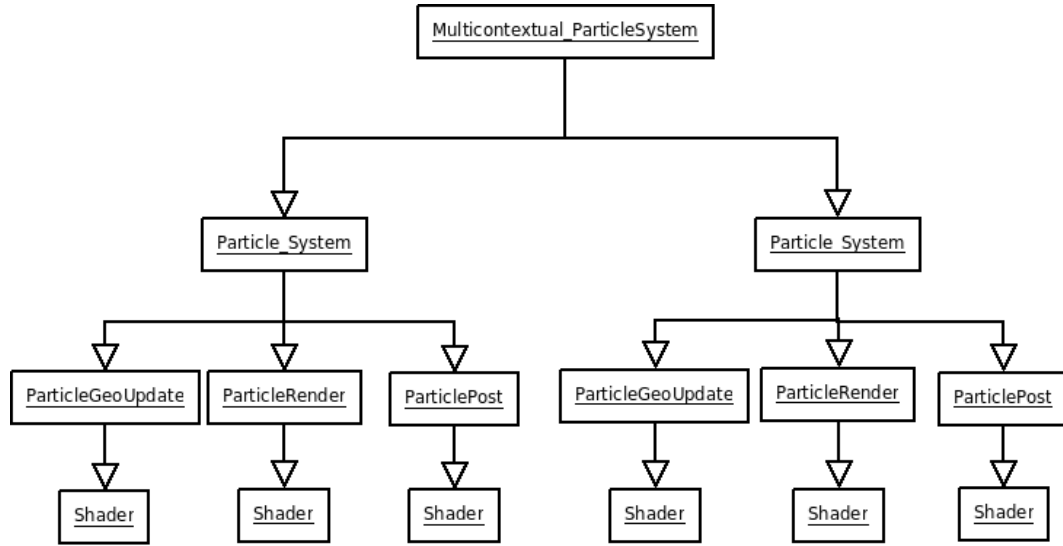 Multicontextual_ParticleSystem
Particle_System
Particle_System
ParticleGeoUpdate
ParticleRender
ParticlePost
ParticleGeoUpdate
ParticleRender
ParticlePost
Shader
Shader
Shader
Shader
Shader
Shader